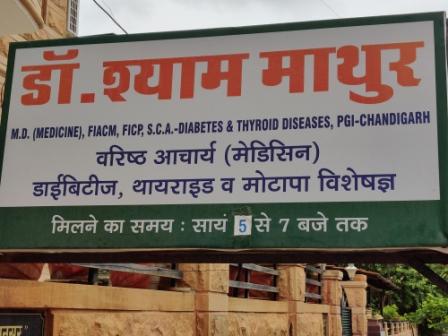 डॉ. श्याम माथुर
M.D. (MEDICINE), FIACM, FICP, S.C.A.-DIABETES & THYROID DISEASES, PGI-CHANDIGARH
वरिष्ठ आचार्य (मेडिसिन)
डाईबिटीज, थायराइड व मोटापा विशेषज्ञ
मिलने का समय : सायं 5 से 7 बजे तक